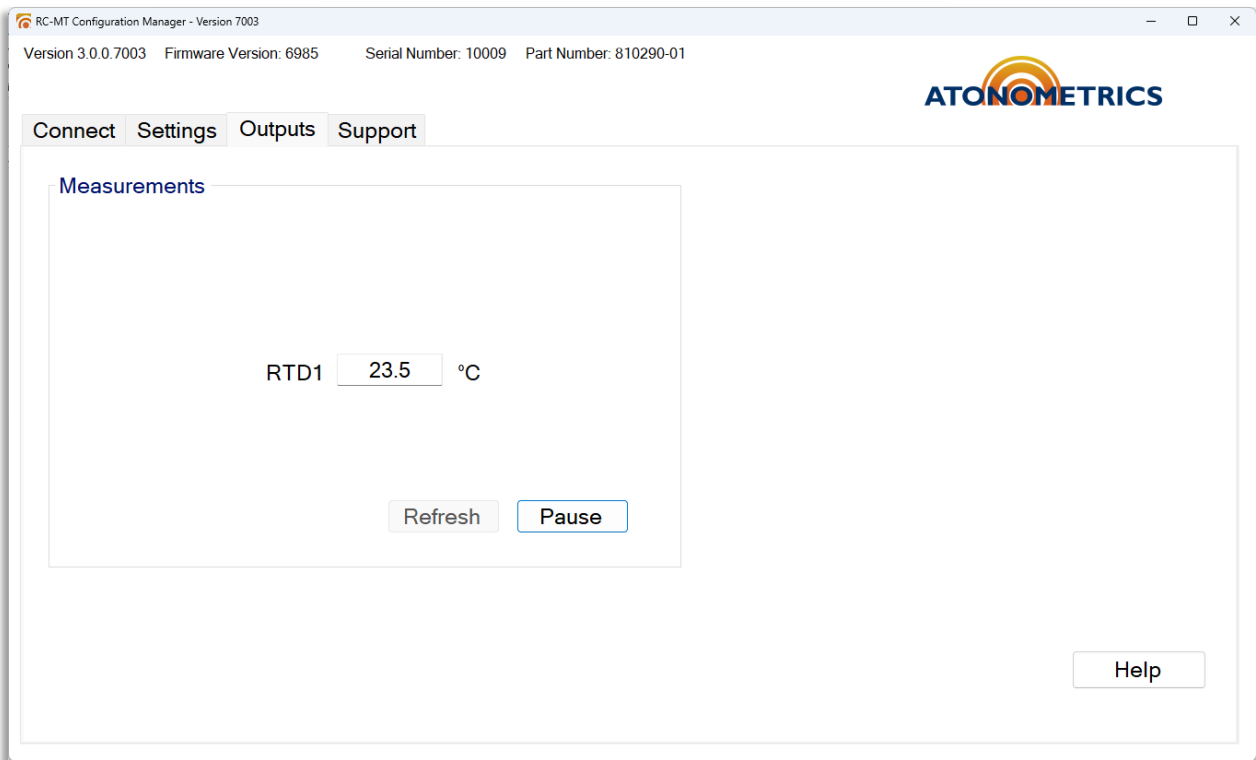 RC-MT Configuration Manager - Version 7003
Version 3.0.0.7003 Firmware Version: 6985 Serial Number: 10009 Part Number: 810290-01
ATONOMETRICS
Connect Settings Outputs Support
Measurements
RTD1 23.5 °C
Refresh Pause
Help